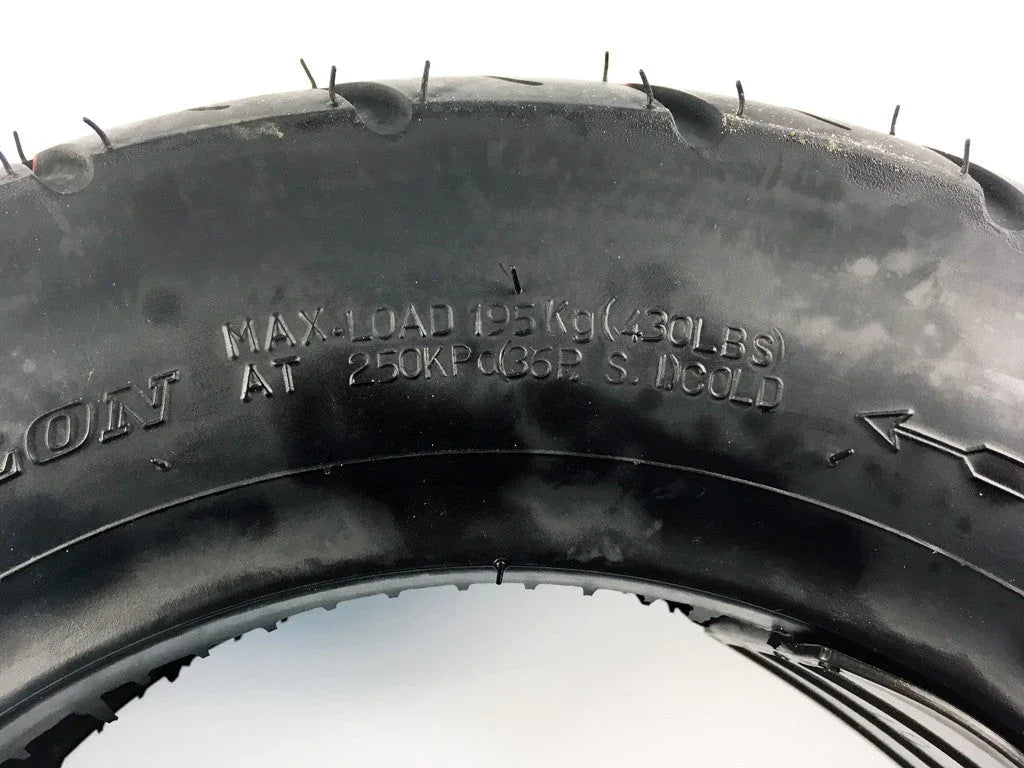 MAX.LOAD 195Kg(430LBS)
AT 250KPa(36P.S.I.)COLD